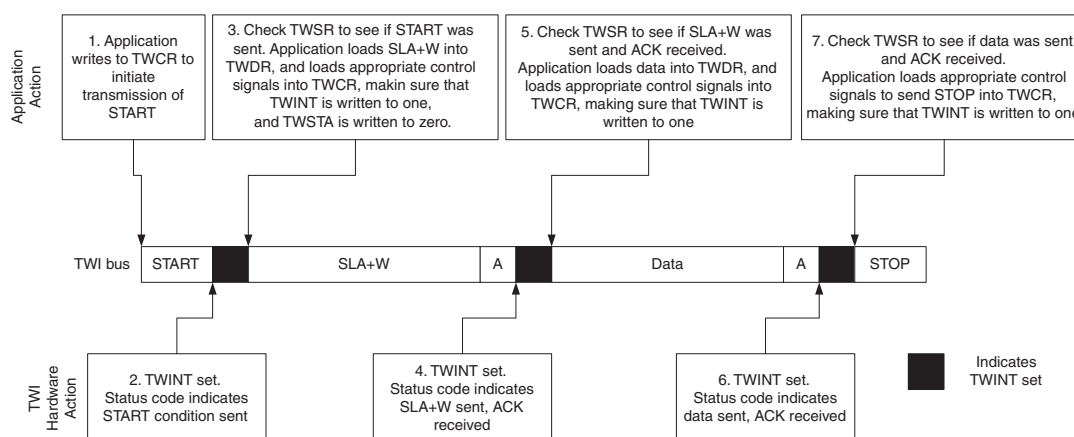 Application
Action
1. Application
writes to TWCR to
initiate
transmission of
START
3. Check TWSR to see if START was
sent. Application loads SLA+W into
TWDR, and loads appropriate control
signals into TWCR, makin sure that
TWINT is written to one,
and TWSTA is written to zero.
5. Check TWSR to see if SLA+W was
sent and ACK received.
Application loads data into TWDR, and
loads appropriate control signals into
TWCR, making sure that TWINT is
written to one
7. Check TWSR to see if data was sent
and ACK received.
Application loads appropriate control
signals to send STOP into TWCR,
making sure that TWINT is written to one
TWI bus
START
SLA+W
A
Data
A
STOP
TWI
Hardware
Action
2. TWINT set.
Status code indicates
START condition sent
4. TWINT set.
Status code indicates
SLA+W sent, ACK
received
6. TWINT set.
Status code indicates
data sent, ACK received
Indicates
TWINT set